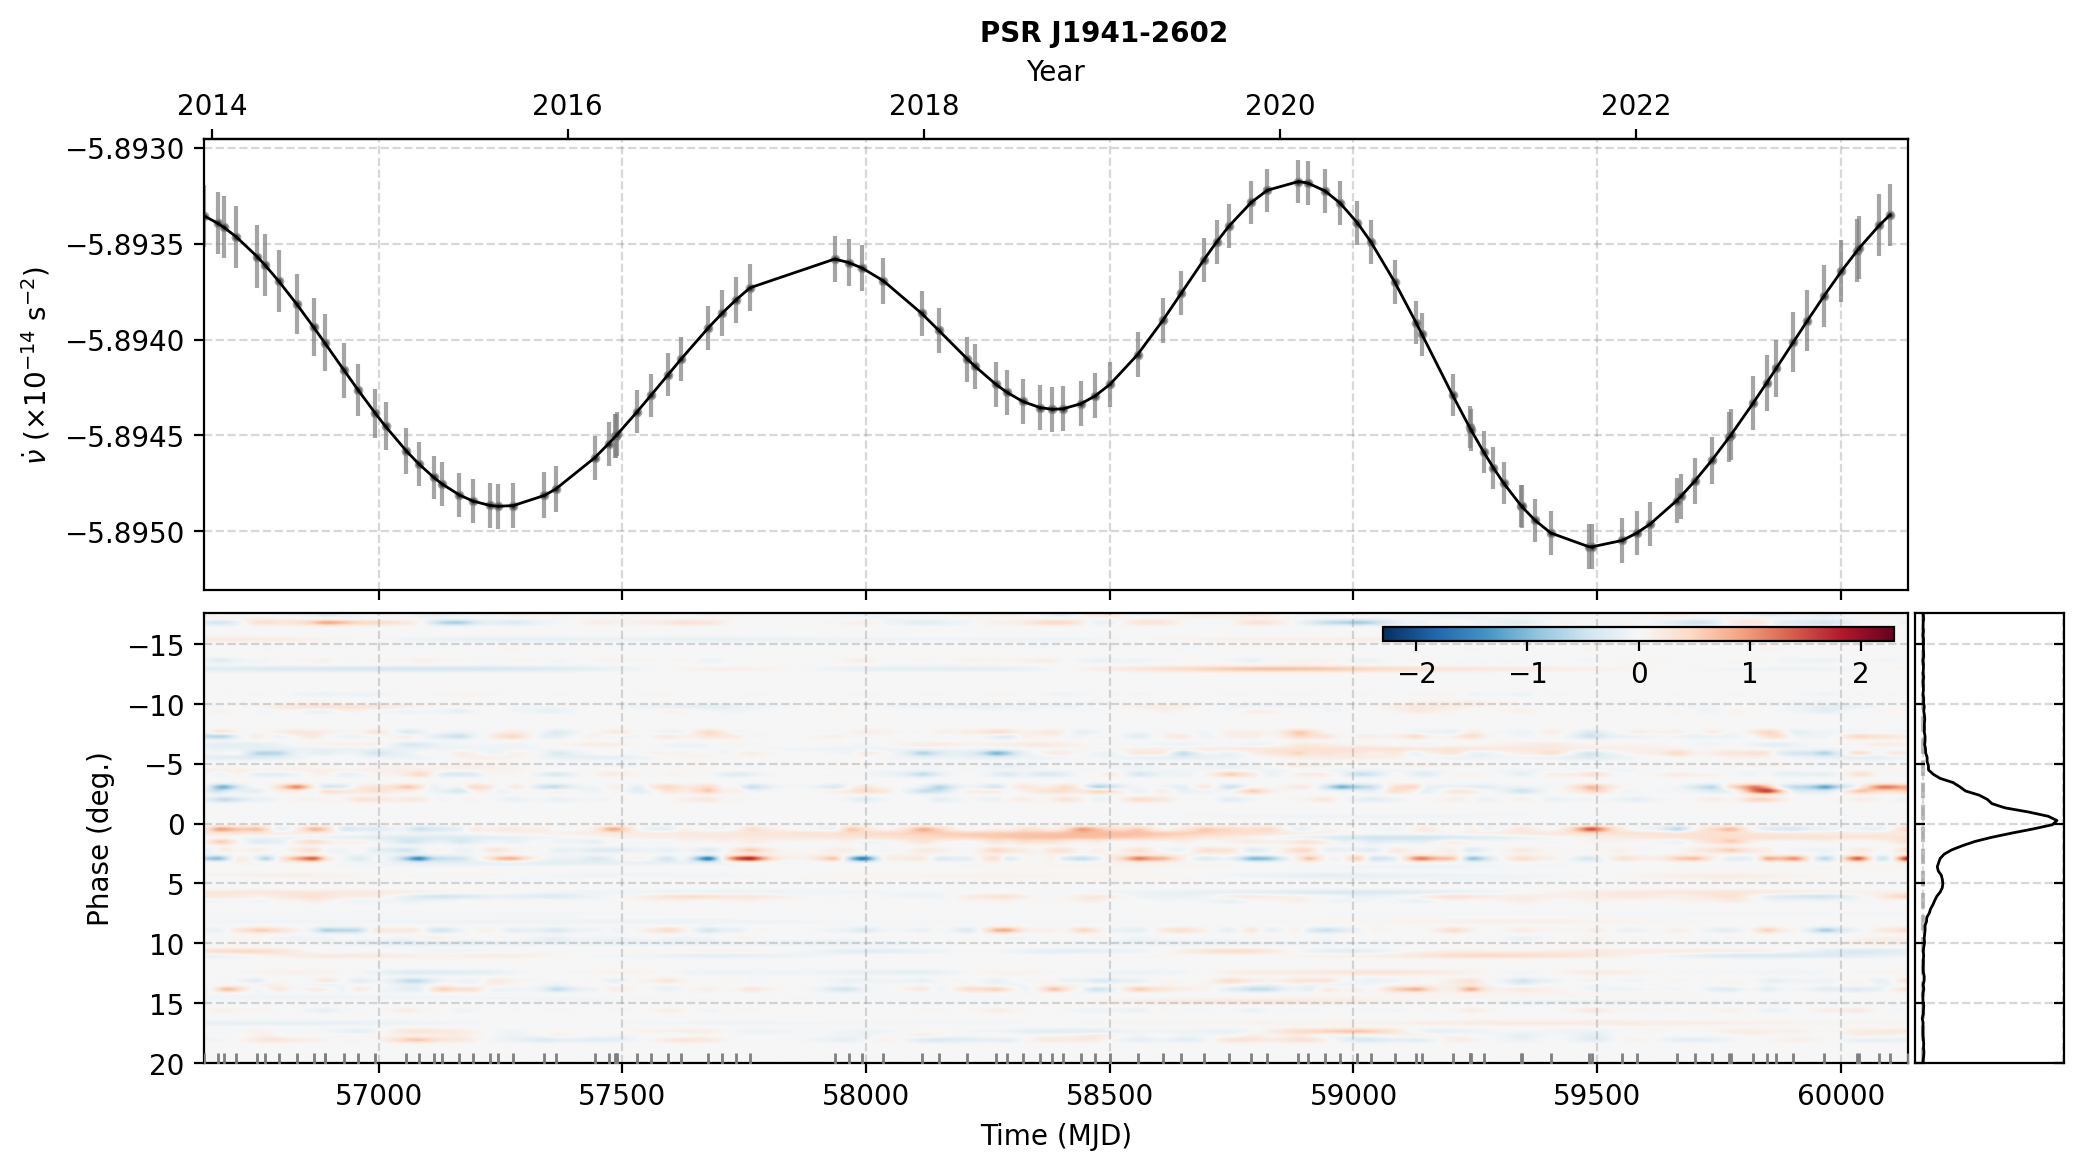 PSR J1941-2602
Year
2014 2016 2018 2020 2022
−5.8930
−5.8935
−5.8940
−5.8945
−5.8950
ν̇ (×10⁻¹⁴ s⁻²)
−15
−10
−5
0
5
10
15
20
Phase (deg.)
−2 −1 0 1 2
57000 57500 58000 58500 59000 59500 60000
Time (MJD)